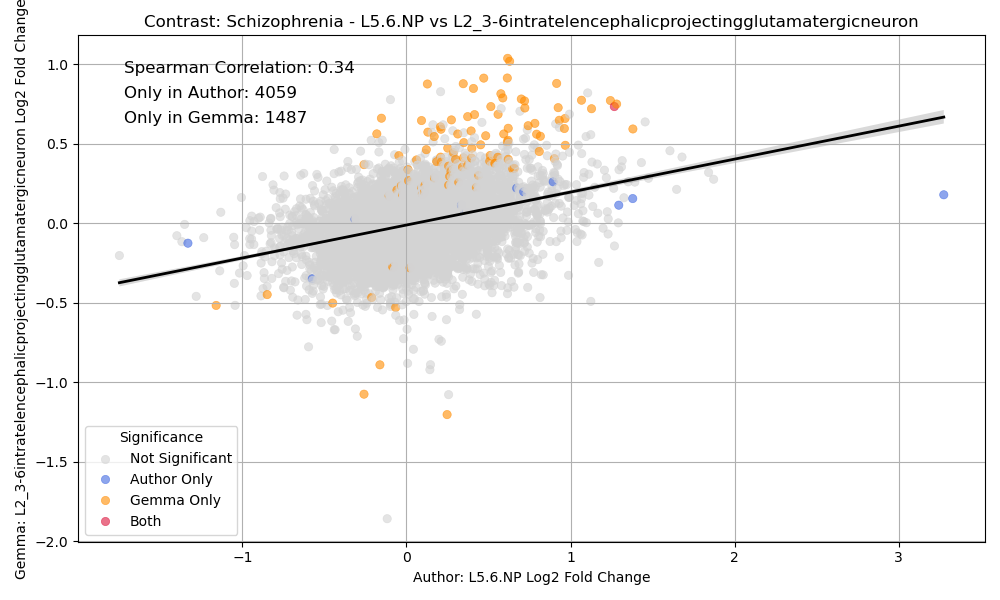 Contrast: Schizophrenia - L5.6.NP vs L2_3-6intratelencephalicprojectingglutamatergicneuron
Gemma: L2_3-6intratelencephalicprojectingglutamatergicneuron Log2 Fold Change
1.0
0.5
0.0
−0.5
−1.0
−1.5
−2.0
Spearman Correlation: 0.34
Only in Author: 4059
Only in Gemma: 1487
Significance
Not Significant
Author Only
Gemma Only
Both
−1
0
1
2
3
Author: L5.6.NP Log2 Fold Change